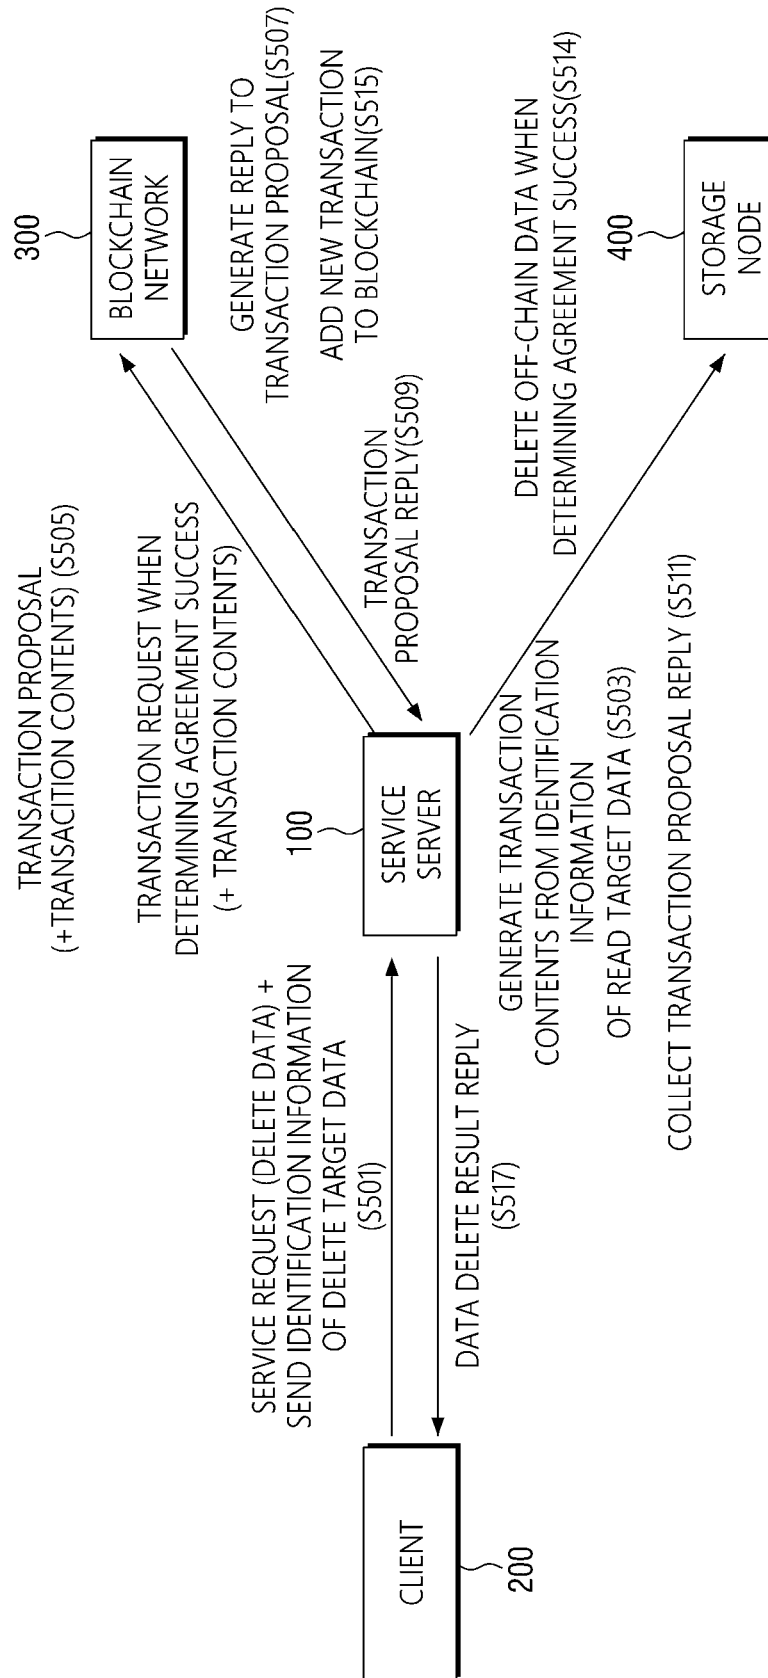 TRANSACTION PROPOSAL
(+ TRANSACITION CONTENTS) (S505)
TRANSACTION REQUEST WHEN
DETERMINING AGREEMENT SUCCESS
(+ TRANSACTION CONTENTS)
300
BLOCKCHAIN
NETWORK
GENERATE REPLY TO
TRANSACTION PROPOSAL(S507)
ADD NEW TRANSACTION
TO BLOCKCHAIN(S515)
TRANSACTION
PROPOSAL REPLY(S509)
SERVICE REQUEST (DELETE DATA) +
SEND IDENTIFICATION INFORMATION
OF DELETE TARGET DATA
(S501)
CLIENT
200
DATA DELETE RESULT REPLY
(S517)
100
SERVICE
SERVER
GENERATE TRANSACTION
CONTENTS FROM IDENTIFICATION
INFORMATION
OF READ TARGET DATA (S503)
COLLECT TRANSACTION PROPOSAL REPLY (S511)
DELETE OFF-CHAIN DATA WHEN
DETERMINING AGREEMENT SUCCESS(S514)
400
STORAGE
NODE